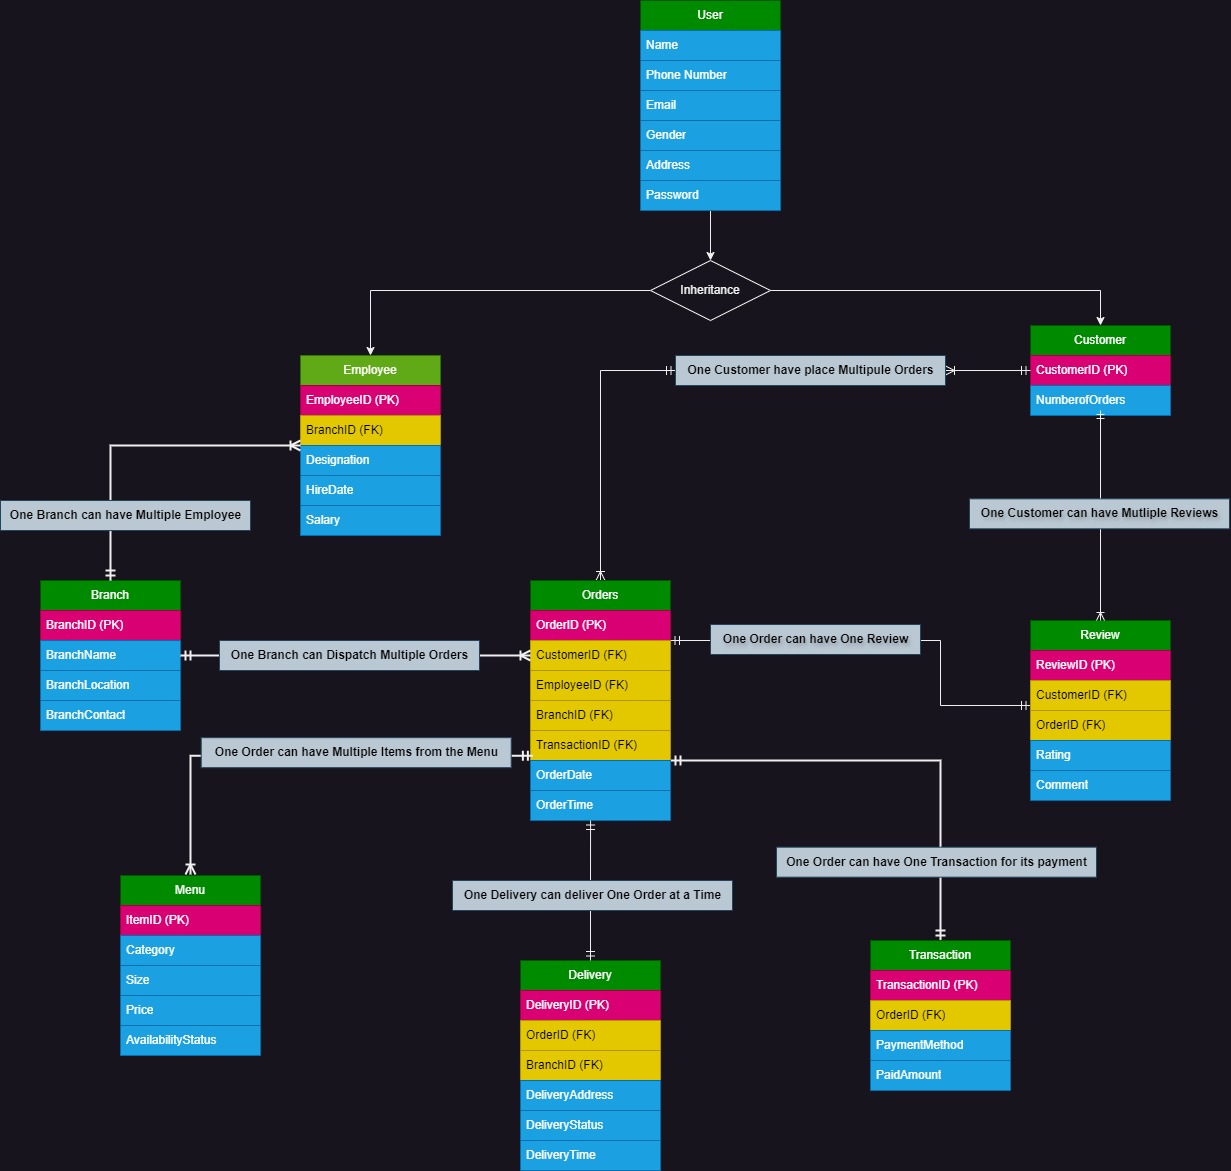 User
Name
Phone Number
Email
Gender
Address
Password
Inheritance
Employee
EmployeeID (PK)
BranchID (FK)
Designation
HireDate
Salary
One Customer have place Multipule Orders
Customer
CustomerID (PK)
NumberofOrders
One Branch can have Multiple Employee
One Customer can have Mutliple Reviews
Branch
BranchID (PK)
BranchName
BranchLocation
BranchContact
One Branch can Dispatch Multiple Orders
Orders
OrderID (PK)
CustomerID (FK)
EmployeeID (FK)
BranchID (FK)
TransactionID (FK)
OrderDate
OrderTime
One Order can have One Review
Review
ReviewID (PK)
CustomerID (FK)
OrderID (FK)
Rating
Comment
One Order can have Multiple Items from the Menu
Menu
ItemID (PK)
Category
Size
Price
AvailabilityStatus
One Delivery can deliver One Order at a Time
One Order can have One Transaction for its payment
Delivery
DeliveryID (PK)
OrderID (FK)
BranchID (FK)
DeliveryAddress
DeliveryStatus
DeliveryTime
Transaction
TransactionID (PK)
OrderID (FK)
PaymentMethod
PaidAmount